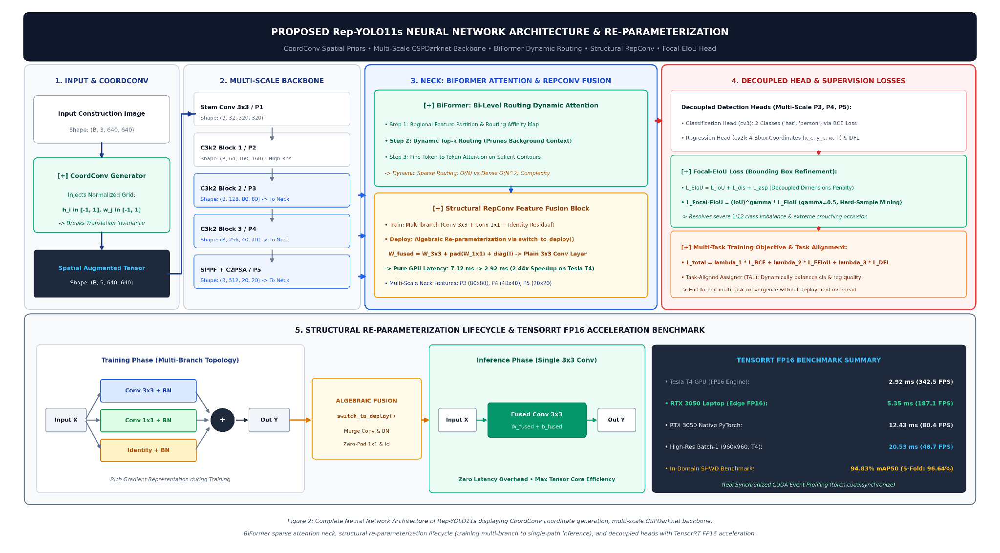 PROPOSED Rep-YOLO11s NEURAL NETWORK ARCHITECTURE & RE-PARAMETERIZATION
CoordConv Spatial Priors • Multi-Scale CSPDarknet Backbone • BiFormer Dynamic Routing • Structural RepConv • Focal-EIoU Head
1. INPUT & COORDCONV
Input Construction Image
Shape: (B, 3, 640, 640)
[+] CoordConv Generator
Injects Normalized Grid:
h_i in [-1, 1], w_j in [-1, 1]
-> Breaks Translation Invariance
Spatial Augmented Tensor
Shape: (B, 5, 640, 640)
2. MULTI-SCALE BACKBONE
Stem Conv 3x3 / P1
Shape: (B, 32, 320, 320)
C3k2 Block 1 / P2
Shape: (B, 64, 160, 160) - High-Res
C3k2 Block 2 / P3
Shape: (B, 128, 80, 80) -> To Neck
C3k2 Block 3 / P4
Shape: (B, 256, 40, 40) -> To Neck
SPPF + C2PSA / P5
Shape: (B, 512, 20, 20) -> To Neck
3. NECK: BIFORMER ATTENTION & REPCONV FUSION
[+] BiFormer: Bi-Level Routing Dynamic Attention
• Step 1: Regional Feature Partition & Routing Affinity Map
• Step 2: Dynamic Top-k Routing (Prunes Background Context)
• Step 3: Fine Token-to-Token Attention on Salient Contours
-> Dynamic Sparse Routing: O(N) vs Dense O(N^2) Complexity
[+] Structural RepConv Feature Fusion Block
• Train: Multi-branch (Conv 3x3 + Conv 1x1 + Identity Residual)
• Deploy: Algebraic Re-parameterization via switch_to_deploy()
W_fused = W_3x3 + pad(W_1x1) + diag(I) -> Plain 3x3 Conv Layer
-> Pure GPU Latency: 7.12 ms -> 2.92 ms (2.44x Speedup on Tesla T4)
• Multi-Scale Neck Features: P3 (80x80), P4 (40x40), P5 (20x20)
4. DECOUPLED HEAD & SUPERVISION LOSSES
Decoupled Detection Heads (Multi-Scale P3, P4, P5):
• Classification Head (cv3): 2 Classes ('hat', 'person') via BCE Loss
• Regression Head (cv2): 4 Bbox Coordinates (x_c, y_c, w, h) & DFL
[+] Focal-EIoU Loss (Bounding Box Refinement):
• L_EIoU = L_IoU + L_dis + L_asp (Decoupled Dimensions Penalty)
• L_Focal-EIoU = (IoU)^gamma * L_EIoU (gamma=0.5, Hard-Sample Mining)
-> Resolves severe 1:12 class imbalance & extreme crouching occlusion
[+] Multi-Task Training Objective & Task Alignment:
• L_total = lambda_1 * L_BCE + lambda_2 * L_FEIoU + lambda_3 * L_DFL
• Task-Aligned Assigner (TAL): Dynamically balances cls & reg quality
-> End-to-end multi-task convergence without deployment overhead
5. STRUCTURAL RE-PARAMETERIZATION LIFECYCLE & TENSORRT FP16 ACCELERATION BENCHMARK
Training Phase (Multi-Branch Topology)
Input X
Conv 3x3 + BN
Conv 1x1 + BN
Identity + BN
+
Out Y
Rich Gradient Representation during Training
ALGEBRAIC FUSION
switch_to_deploy()
Merge Conv & BN
Zero-Pad 1x1 & Id
Inference Phase (Single 3x3 Conv)
Input X
Fused Conv 3x3
W_fused + b_fused
Out Y
Zero Latency Overhead • Max Tensor Core Efficiency
TENSORRT FP16 BENCHMARK SUMMARY
• Tesla T4 GPU (FP16 Engine): 2.92 ms (342.5 FPS)
• RTX 3050 Laptop (Edge FP16): 5.35 ms (187.1 FPS)
• RTX 3050 Native PyTorch: 12.43 ms (80.4 FPS)
• High-Res Batch-1 (960x960, T4): 20.53 ms (48.7 FPS)
• In-Domain SHWD Benchmark: 94.83% mAP50 (5-Fold: 96.64%)
Real Synchronized CUDA Event Profiling (torch.cuda.synchronize)
Figure 2: Complete Neural Network Architecture of Rep-YOLO11s displaying CoordConv coordinate generation, multi-scale CSPDarknet backbone,
BiFormer sparse attention neck, structural re-parameterization lifecycle (training multi-branch to single-path inference), and decoupled heads with TensorRT FP16 acceleration.